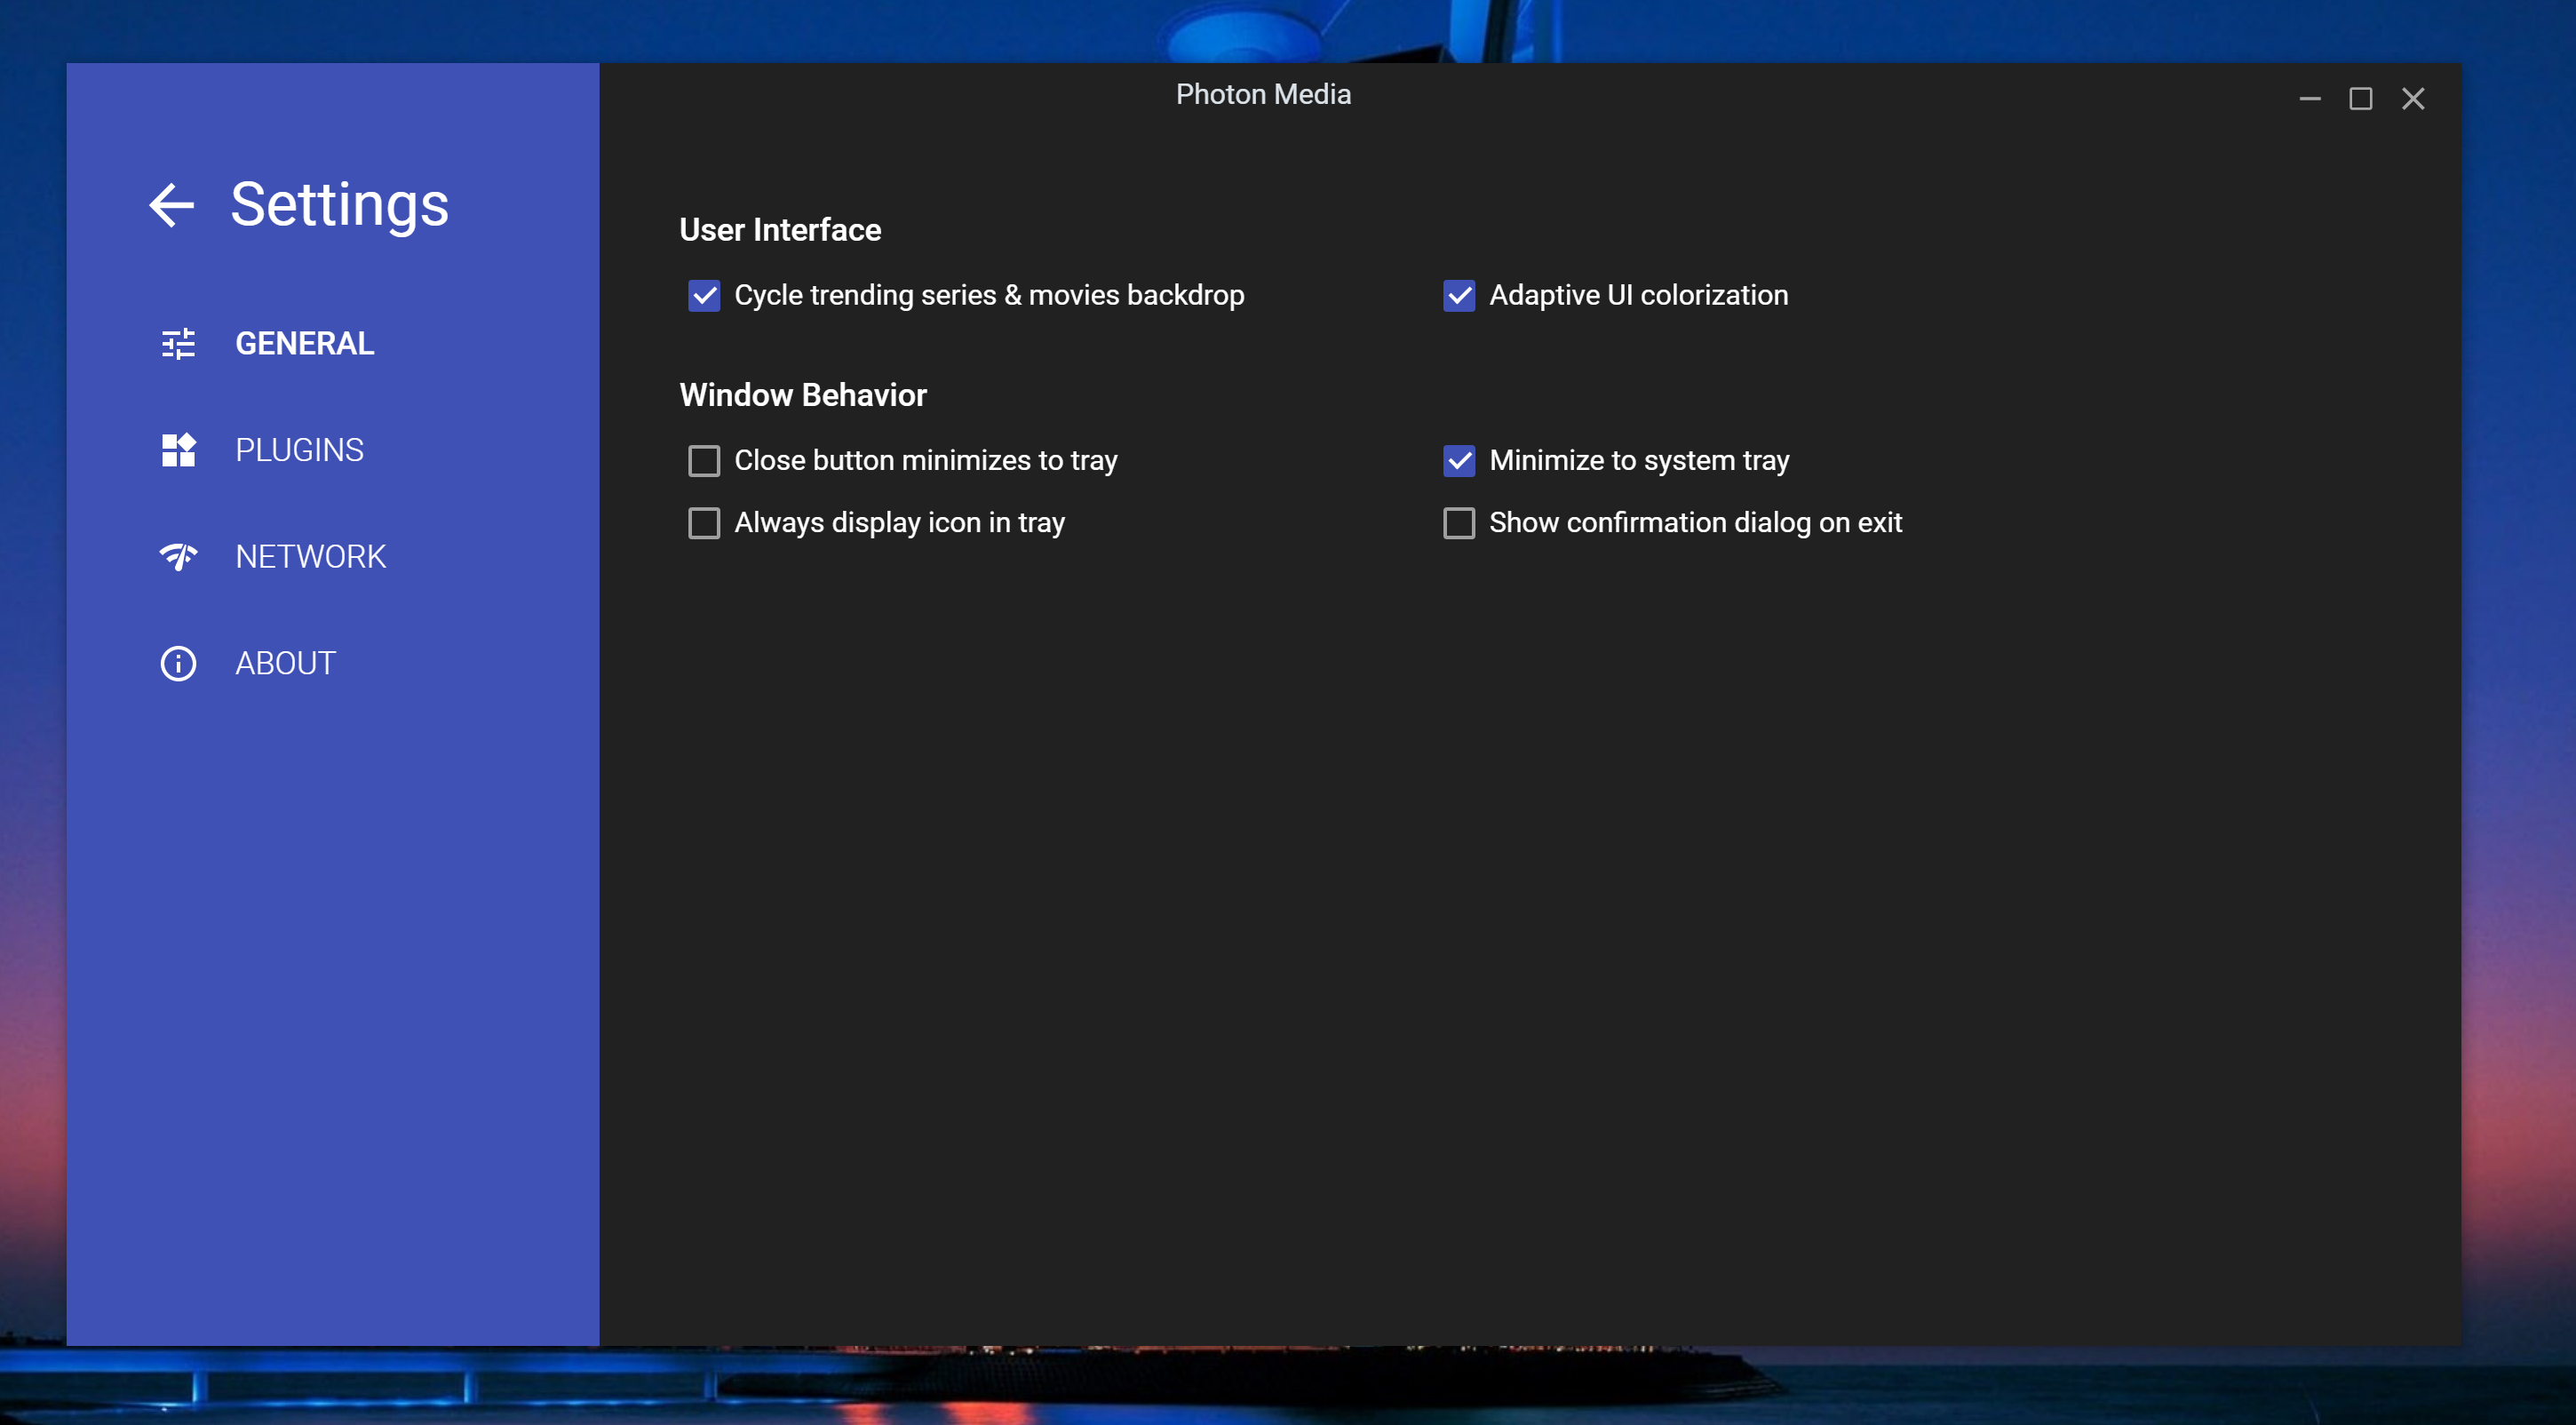 Photon Media
Settings
GENERAL
PLUGINS
NETWORK
ABOUT
User Interface
Cycle trending series & movies backdrop
Adaptive UI colorization
Window Behavior
Close button minimizes to tray
Minimize to system tray
Always display icon in tray
Show confirmation dialog on exit